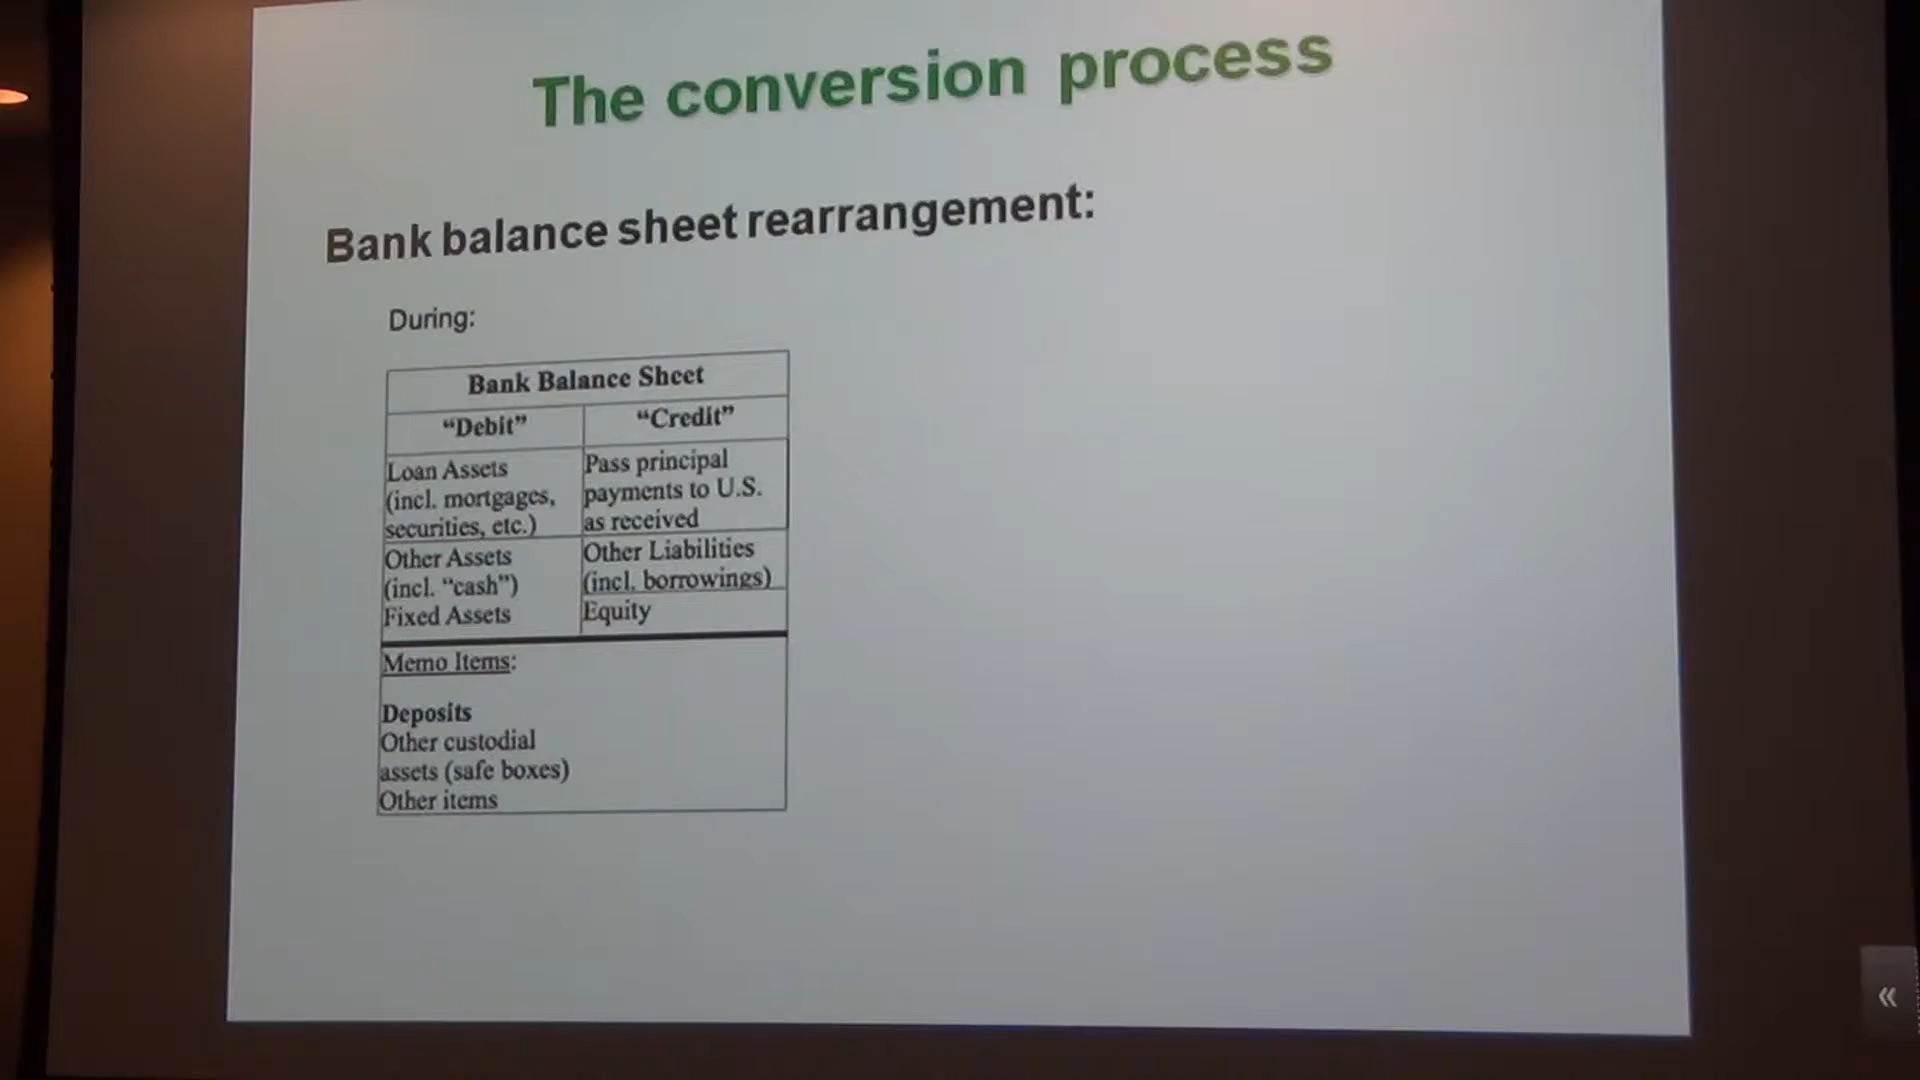 The conversion process
Bank balance sheet rearrangement:
During:
Bank Balance Sheet
“Debit”
“Credit”
Loan Assets
(incl. mortgages,
securities, etc.)
Pass principal
payments to U.S.
as received
Other Assets
(incl. “cash”)
Fixed Assets
Other Liabilities
(incl. borrowings)
Equity
Memo Items:
Deposits
Other custodial
assets (safe boxes)
Other items
«